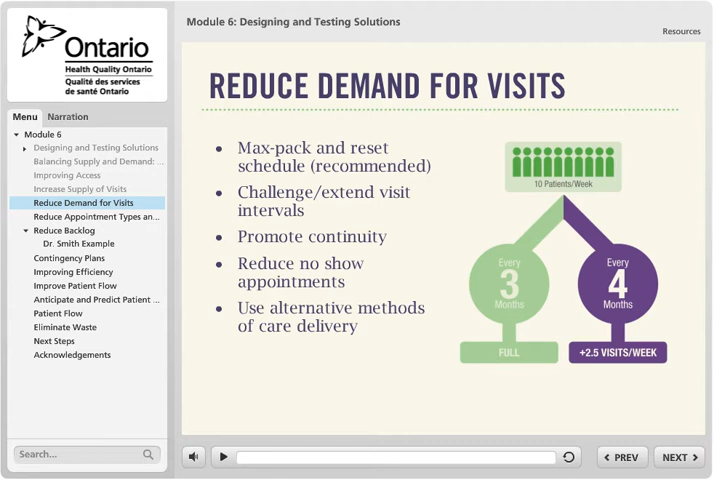 Ontario
Health Quality Ontario
Qualité des services
de santé Ontario
Module 6: Designing and Testing Solutions
Resources
Menu
Narration
Module 6
Designing and Testing Solutions
Balancing Supply and Demand: ...
Improving Access
Increase Supply of Visits
Reduce Demand for Visits
Reduce Appointment Types an...
Reduce Backlog
Dr. Smith Example
Contingency Plans
Improving Efficiency
Improve Patient Flow
Anticipate and Predict Patient ...
Patient Flow
Eliminate Waste
Next Steps
Acknowledgements
Search...
REDUCE DEMAND FOR VISITS
• Max-pack and reset
schedule (recommended)
• Challenge/extend visit
intervals
• Promote continuity
• Reduce no show
appointments
• Use alternative methods
of care delivery
10 Patients/Week
Every
3
Months
FULL
Every
4
Months
+2.5 VISITS/WEEK
PREV
NEXT